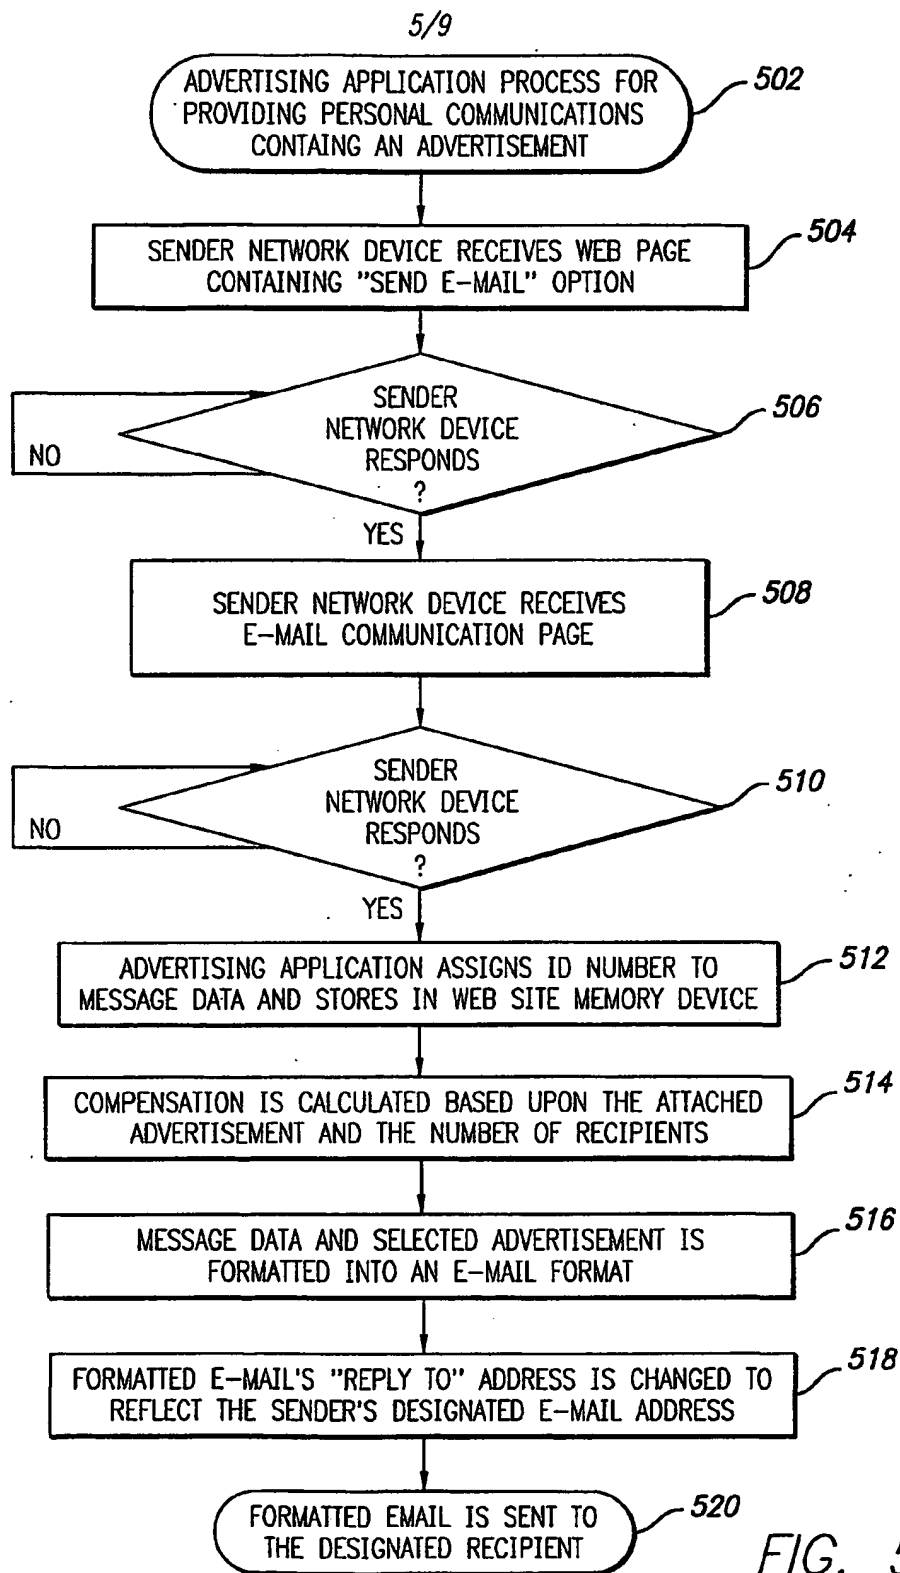 5/9
ADVERTISING APPLICATION PROCESS FOR
PROVIDING PERSONAL COMMUNICATIONS
CONTAING AN ADVERTISEMENT
502
SENDER NETWORK DEVICE RECEIVES WEB PAGE
CONTAINING "SEND E-MAIL" OPTION
504
SENDER
NETWORK DEVICE
RESPONDS
?
506
NO
YES
SENDER NETWORK DEVICE RECEIVES
E-MAIL COMMUNICATION PAGE
508
SENDER
NETWORK DEVICE
RESPONDS
?
510
NO
YES
ADVERTISING APPLICATION ASSIGNS ID NUMBER TO
MESSAGE DATA AND STORES IN WEB SITE MEMORY DEVICE
512
COMPENSATION IS CALCULATED BASED UPON THE ATTACHED
ADVERTISEMENT AND THE NUMBER OF RECIPIENTS
514
MESSAGE DATA AND SELECTED ADVERTISEMENT IS
FORMATTED INTO AN E-MAIL FORMAT
516
FORMATTED E-MAIL'S "REPLY TO" ADDRESS IS CHANGED TO
REFLECT THE SENDER'S DESIGNATED E-MAIL ADDRESS
518
FORMATTED EMAIL IS SENT TO
THE DESIGNATED RECIPIENT
520
FIG. 5